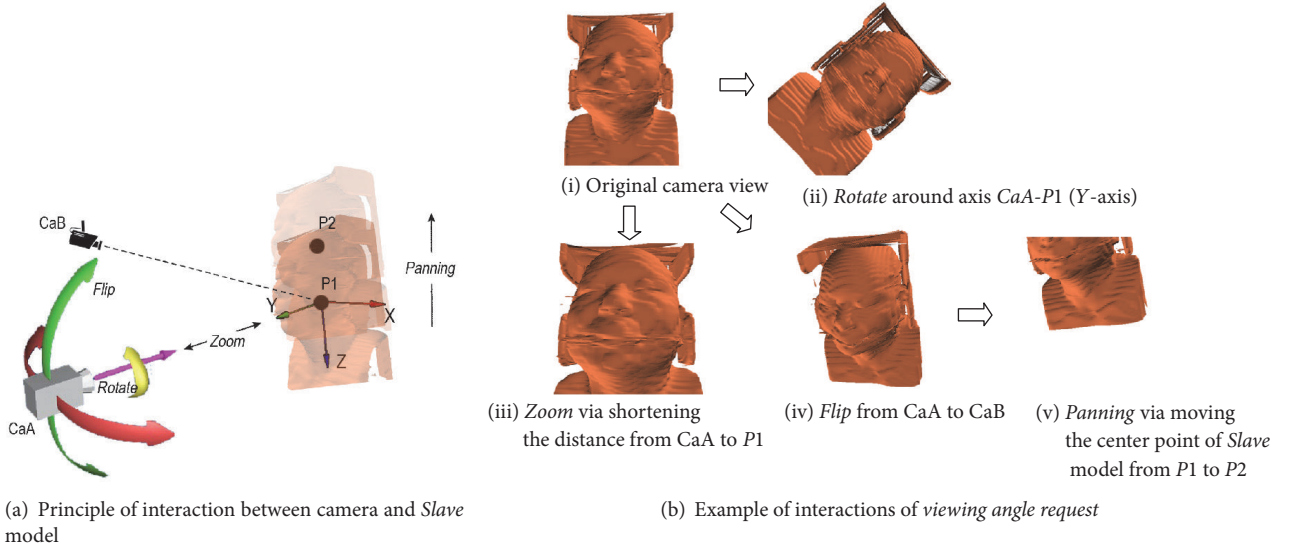 CaB
P2
Flip
Panning
P1
Y
X
Zoom
Z
Rotate
CaA
(a) Principle of interaction between camera and Slave
model
(i) Original camera view
(ii) Rotate around axis CaA-P1 (Y-axis)
(iii) Zoom via shortening
the distance from CaA to P1
(iv) Flip from CaA to CaB
(v) Panning via moving
the center point of Slave
model from P1 to P2
(b) Example of interactions of viewing angle request